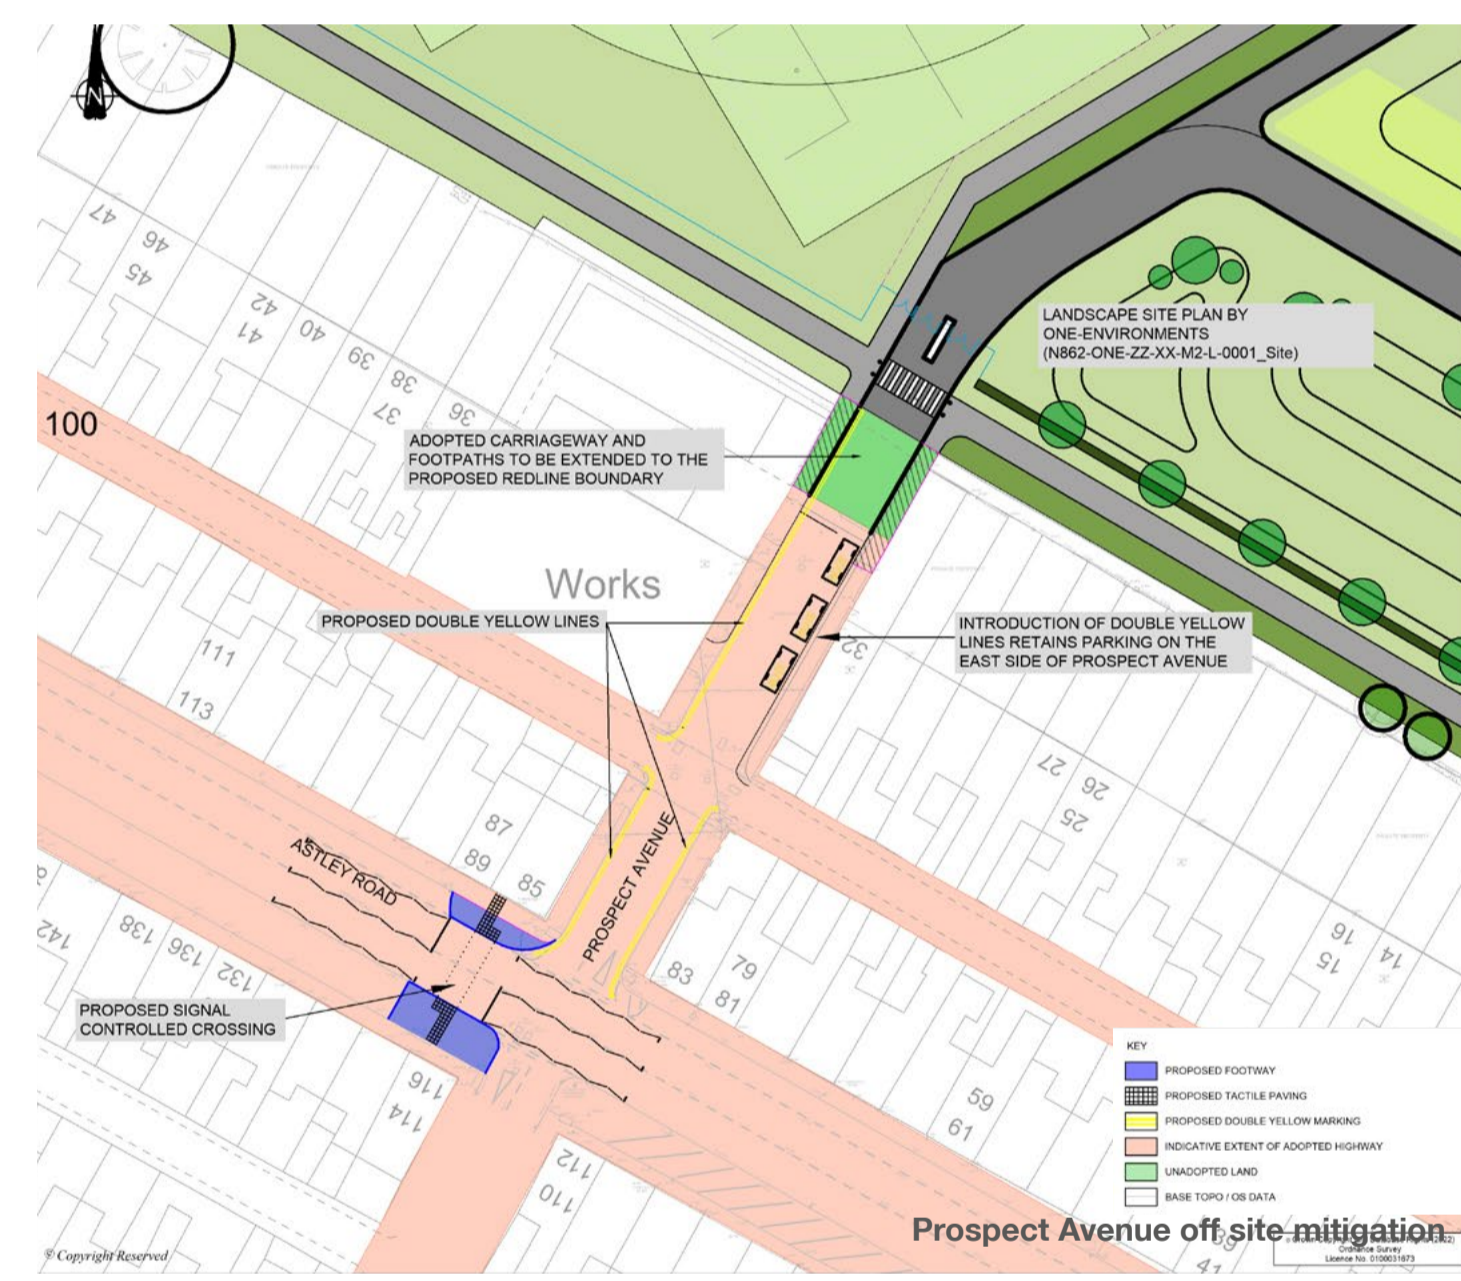 N
47
46
45
42
41
40
39
38
37
36
100
LANDSCAPE SITE PLAN BY
ONE-ENVIRONMENTS
(N862-ONE-ZZ-XX-M2-L-0001_Site)
ADOPTED CARRIAGEWAY AND
FOOTPATHS TO BE EXTENDED TO THE
PROPOSED REDLINE BOUNDARY
Works
PROPOSED DOUBLE YELLOW LINES
INTRODUCTION OF DOUBLE YELLOW
LINES RETAINS PARKING ON THE
EAST SIDE OF PROSPECT AVENUE
32
111
113
27
26
25
87
89
85
ASTLEY ROAD
PROSPECT AVENUE
142
138
136
132
83
79
81
16
15
14
PROPOSED SIGNAL
CONTROLLED CROSSING
116
114
59
61
112
110
KEY
PROPOSED FOOTWAY
PROPOSED TACTILE PAVING
PROPOSED DOUBLE YELLOW MARKING
INDICATIVE EXTENT OF ADOPTED HIGHWAY
UNADOPTED LAND
BASE TOPO / OS DATA
Prospect Avenue off site mitigation
39
41
© Copyright Reserved
Ordnance Survey
Licence No. 0100031673